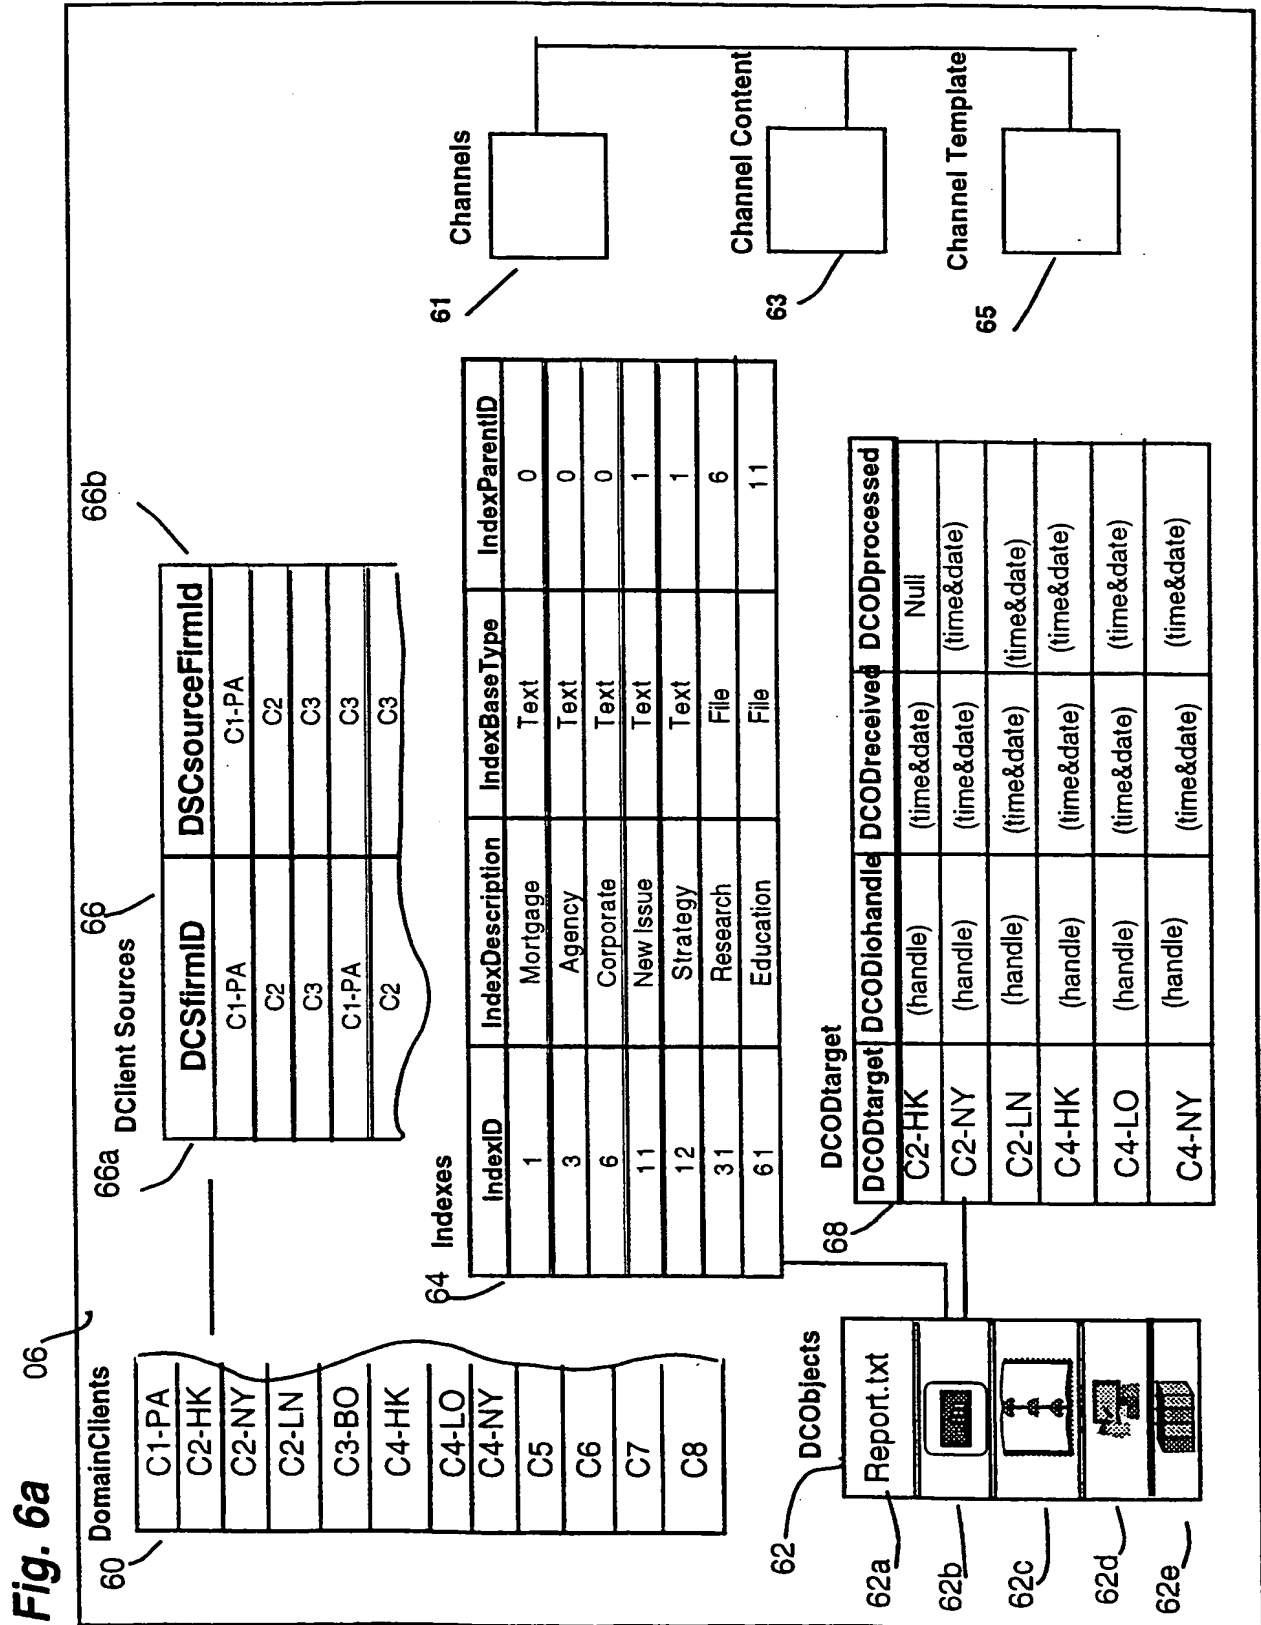 Fig. 6a
06
DomainClients
60
C1-PA
C2-HK
C2-NY
C2-LN
C3-BO
C4-HK
C4-LO
C4-NY
C5
C6
C7
C8
DClient Sources
66
66a
66b
DCSfirmID DSCsourceFirmId
C1-PA C1-PA
C2 C2
C3 C3
C1-PA C3
C2 C3
64
Indexes
IndexID IndexDescription IndexBaseType IndexParentID
1 Mortgage Text 0
3 Agency Text 0
6 Corporate Text 0
11 New Issue Text 1
12 Strategy Text 1
31 Research File 6
61 Education File 11
61
Channels
63
Channel Content
65
Channel Template
62
DCObjects
62a
Report.txt
62b
62c
62d
62e
68
DCODtarget
DCODtarget DCODiohandle DCODreceived DCODprocessed
C2-HK (handle) (time&date) Null
C2-NY (handle) (time&date) (time&date)
C2-LN (handle) (time&date) (time&date)
C4-HK (handle) (time&date) (time&date)
C4-LO (handle) (time&date) (time&date)
C4-NY (handle) (time&date) (time&date)